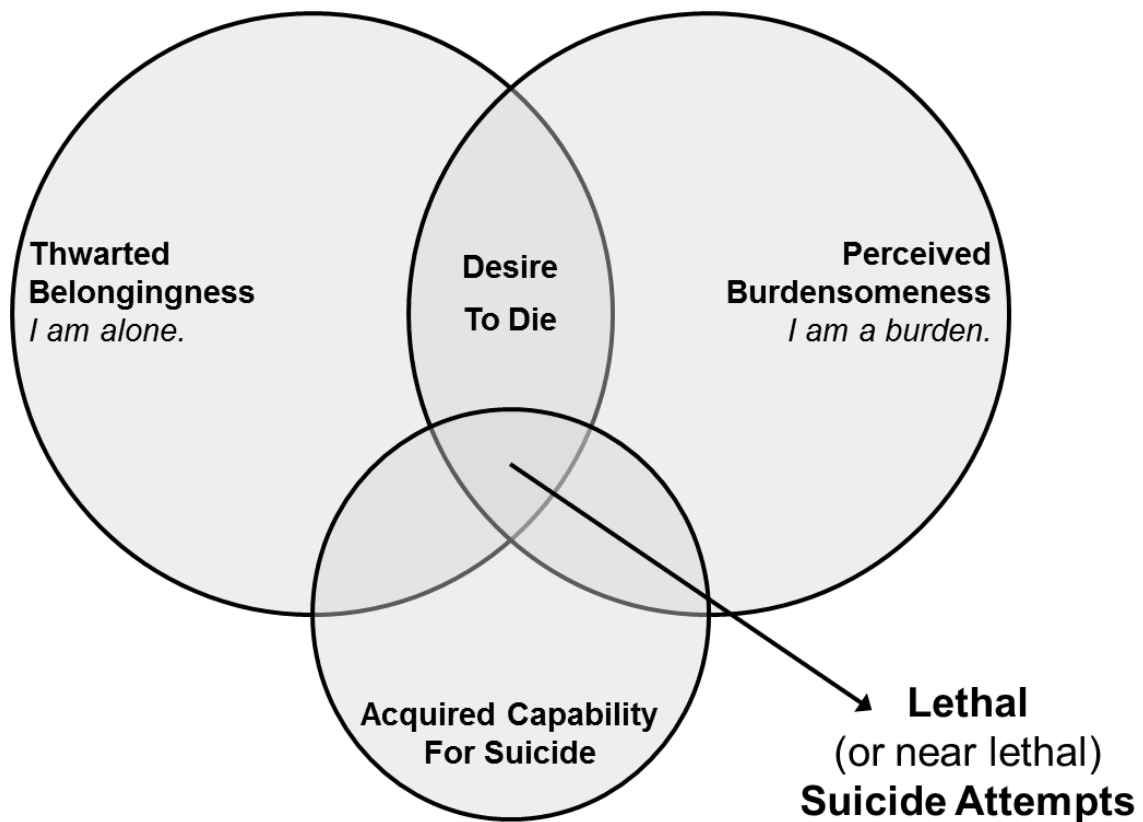 Thwarted
Belongingness
I am alone.
Desire
To Die
Perceived
Burdensomeness
I am a burden.
Acquired Capability
For Suicide
Lethal
(or near lethal)
Suicide Attempts